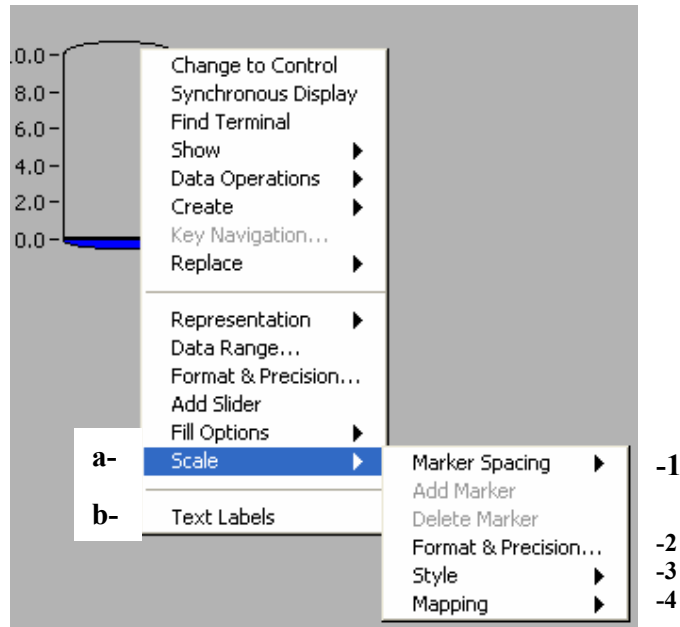 .0.0
8.0
6.0
4.0
2.0
0.0
Change to Control
Synchronous Display
Find Terminal
Show
Data Operations
Create
Key Navigation...
Replace
Representation
Data Range...
Format & Precision...
Add Slider
Fill Options
a- Scale
b- Text Labels
Marker Spacing -1
Add Marker
Delete Marker
Format & Precision... -2
Style -3
Mapping -4